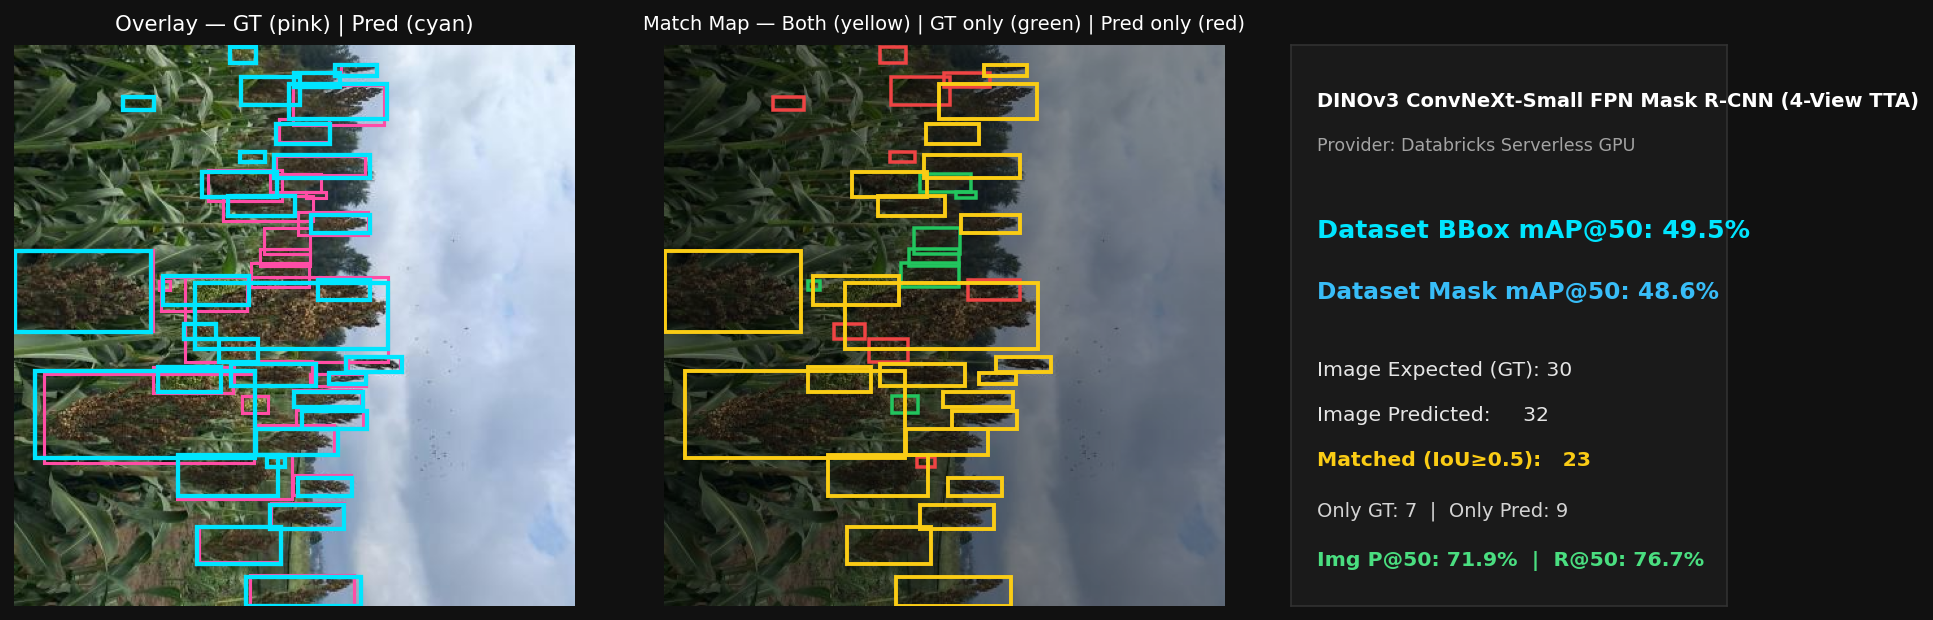 Overlay — GT (pink) | Pred (cyan)
Match Map — Both (yellow) | GT only (green) | Pred only (red)
DINOv3 ConvNeXt-Small FPN Mask R-CNN (4-View TTA)
Provider: Databricks Serverless GPU
Dataset BBox mAP@50: 49.5%
Dataset Mask mAP@50: 48.6%
Image Expected (GT): 30
Image Predicted: 32
Matched (IoU≥0.5): 23
Only GT: 7 | Only Pred: 9
Img P@50: 71.9% | R@50: 76.7%